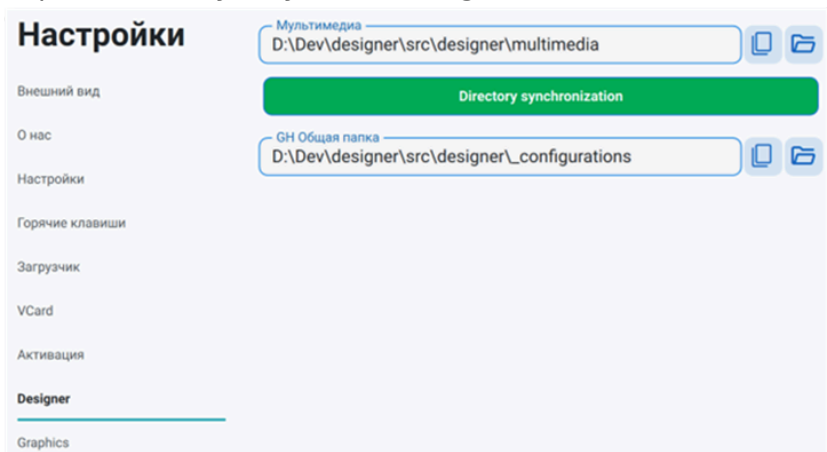 Настройки
Внешний вид
О нас
Настройки
Горячие клавиши
Загрузчик
VCard
Активация
Designer
Graphics
Мультимедиа
D:\Dev\designer\src\designer\multimedia
Directory synchronization
GH Общая папка
D:\Dev\designer\src\designer\_configurations